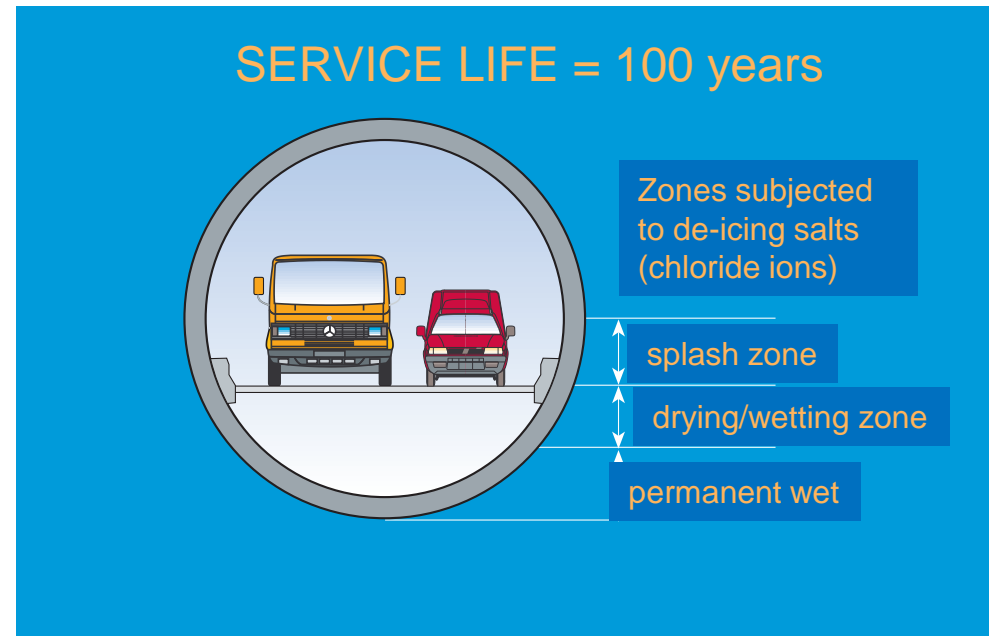 SERVICE LIFE = 100 years
Zones subjected
to de-icing salts
(chloride ions)
splash zone
drying/wetting zone
permanent wet